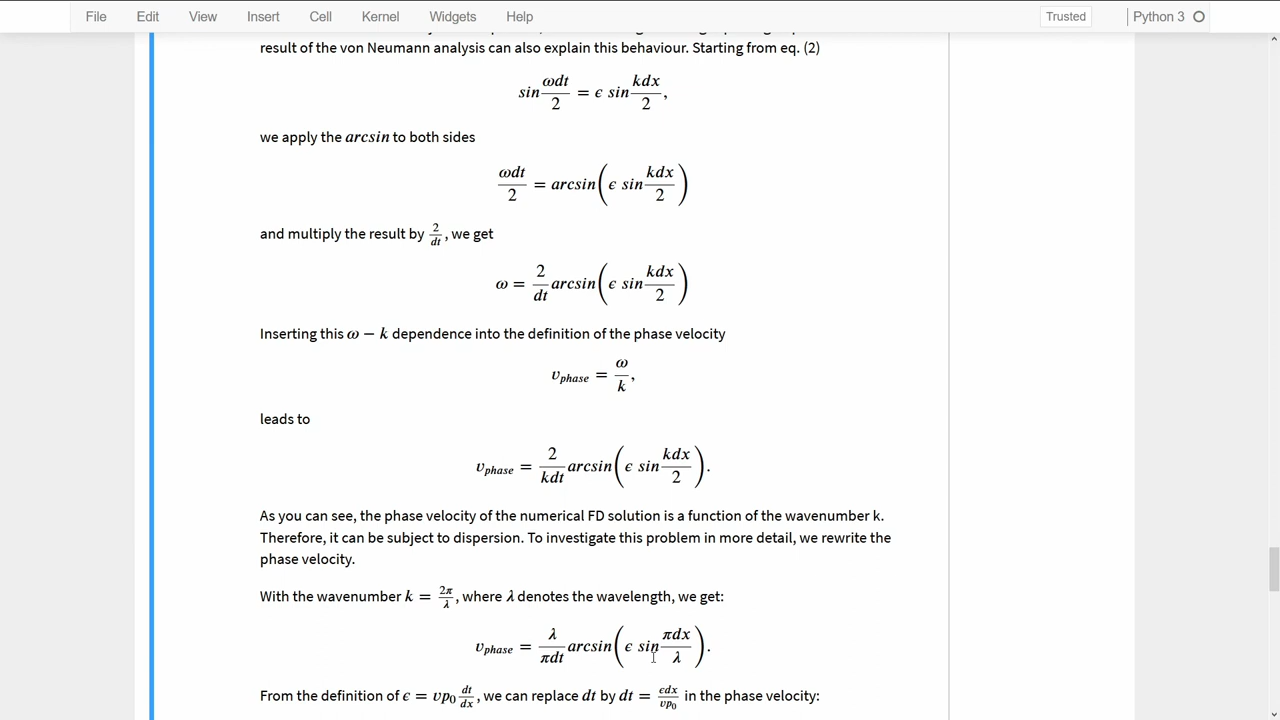 File Edit View Insert Cell Kernel Widgets Help Trusted Python 3
result of the von Neumann analysis can also explain this behaviour. Starting from eq. (2)
sin ωdt/2 = ϵ sin kdx/2,
we apply the arcsin to both sides
ωdt/2 = arcsin(ϵ sin kdx/2)
and multiply the result by 2/dt, we get
ω = 2/dt arcsin(ϵ sin kdx/2)
Inserting this ω − k dependence into the definition of the phase velocity
vphase = ω/k,
leads to
vphase = 2/kdt arcsin(ϵ sin kdx/2).
As you can see, the phase velocity of the numerical FD solution is a function of the wavenumber k.
Therefore, it can be subject to dispersion. To investigate this problem in more detail, we rewrite the
phase velocity.
With the wavenumber k = 2π/λ, where λ denotes the wavelength, we get:
vphase = λ/πdt arcsin(ϵ sin πdx/λ).
From the definition of ϵ = vp0 dt/dx, we can replace dt by dt = ϵdx/vp0 in the phase velocity: